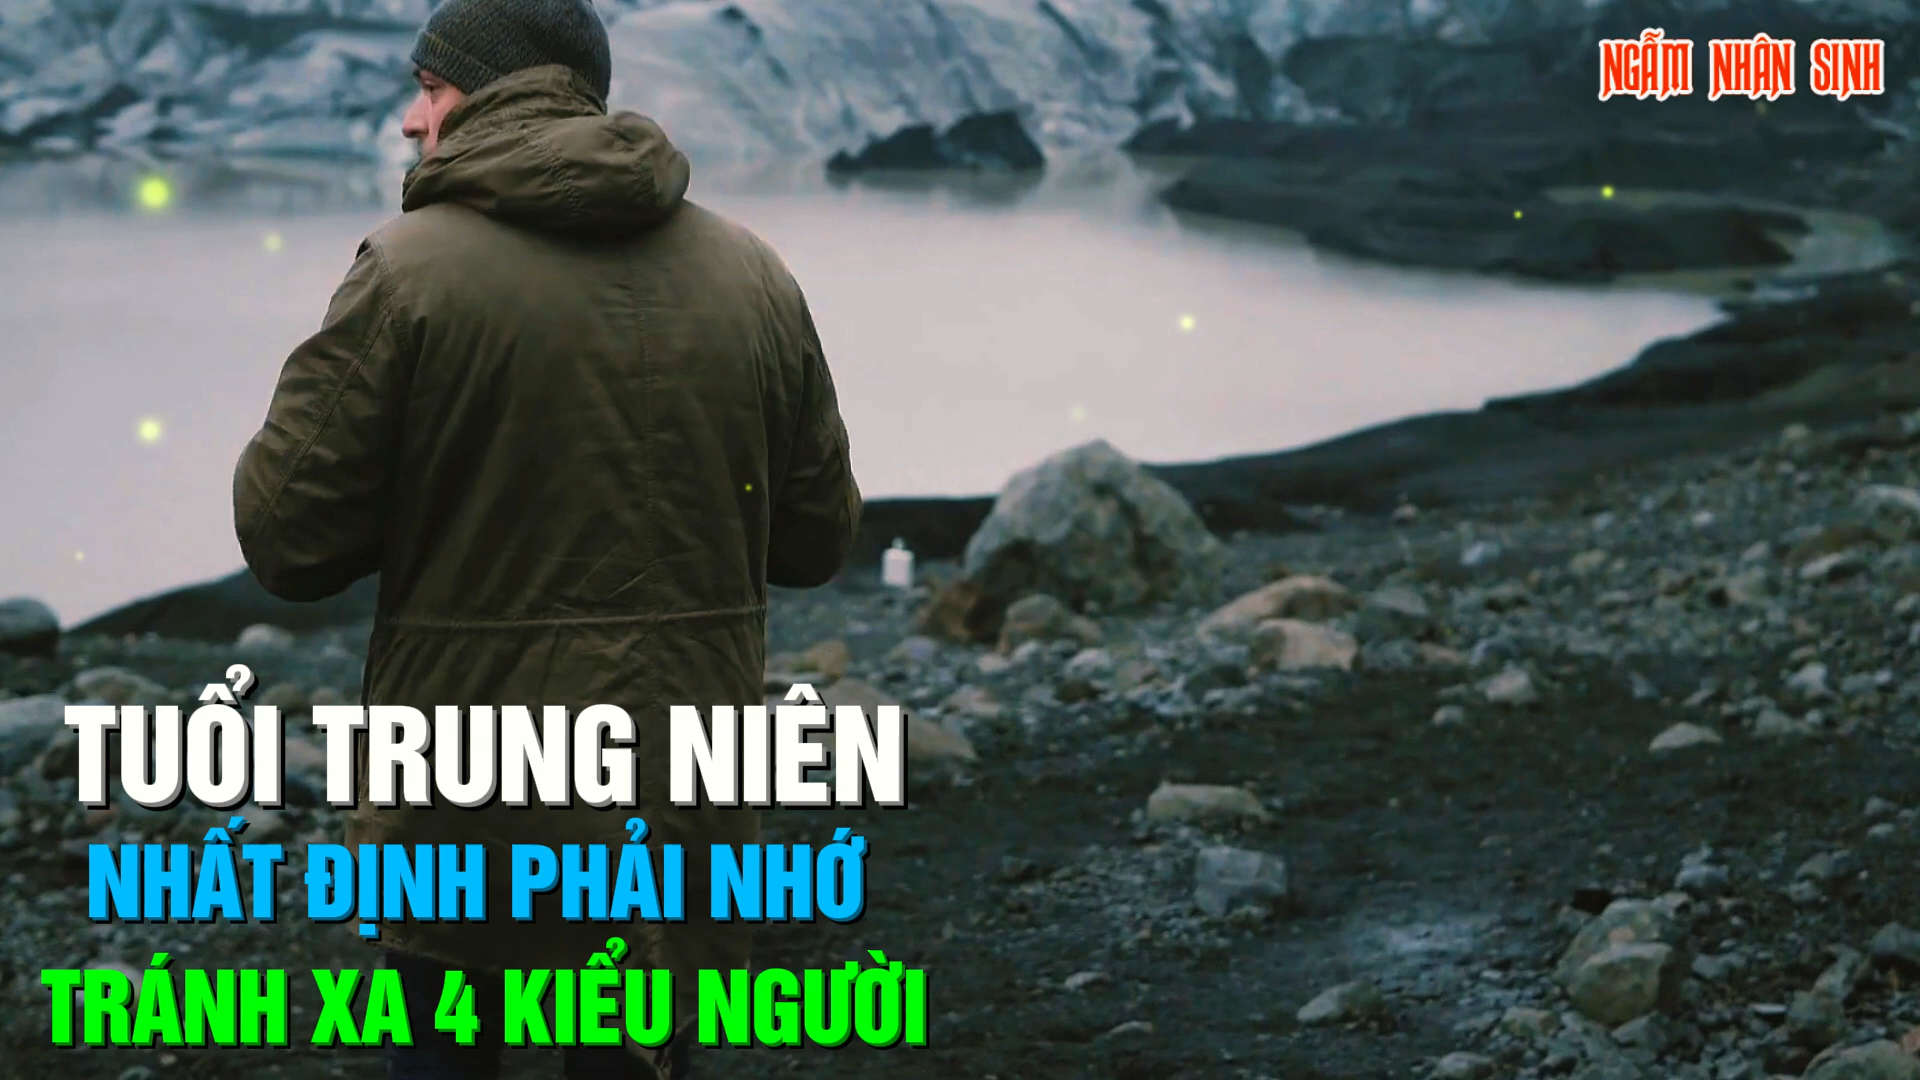 NGẪM NHÂN SINH
TUỔI TRUNG NIÊN
NHẤT ĐỊNH PHẢI NHỚ
TRÁNH XA 4 KIỂU NGƯỜI